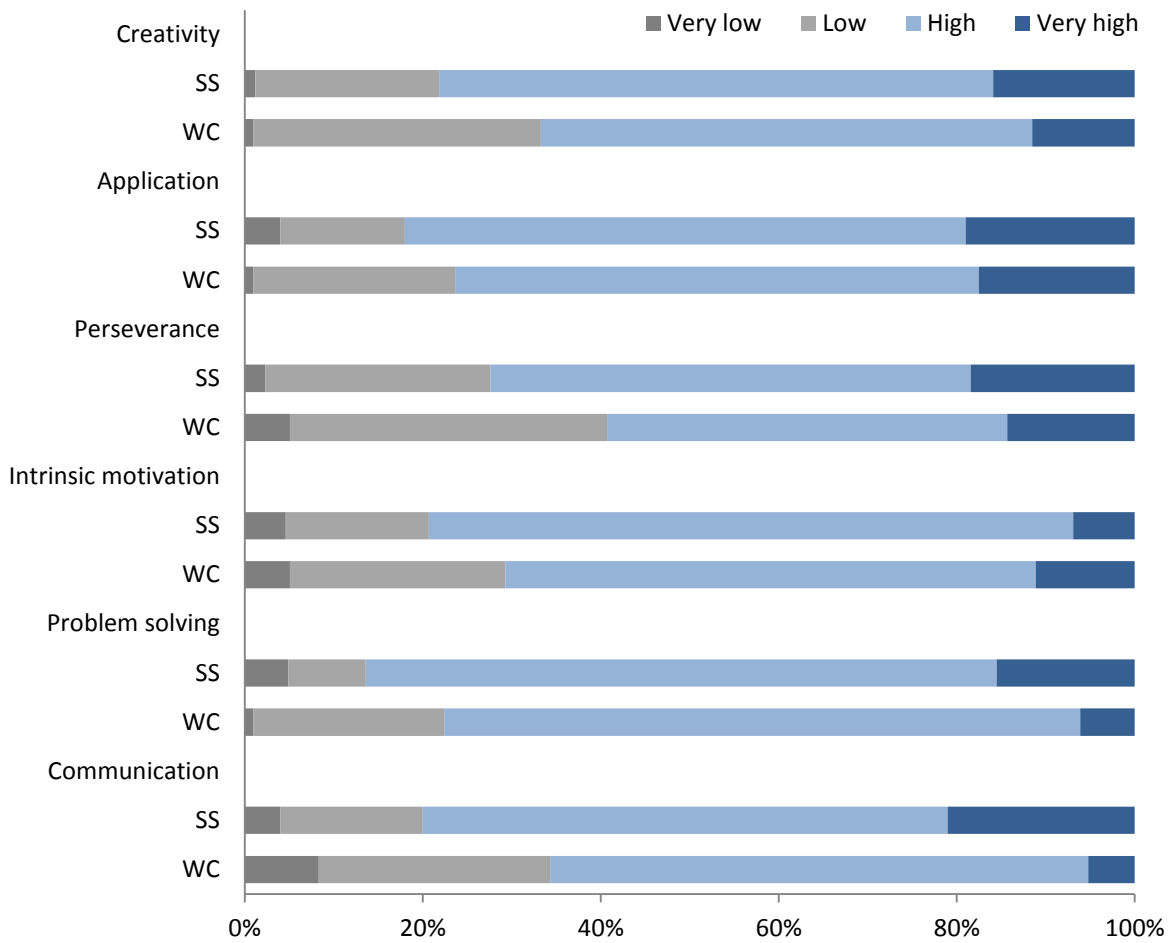 Very low Low High Very high
Creativity
SS
WC
Application
SS
WC
Perseverance
SS
WC
Intrinsic motivation
SS
WC
Problem solving
SS
WC
Communication
SS
WC
0% 20% 40% 60% 80% 100%